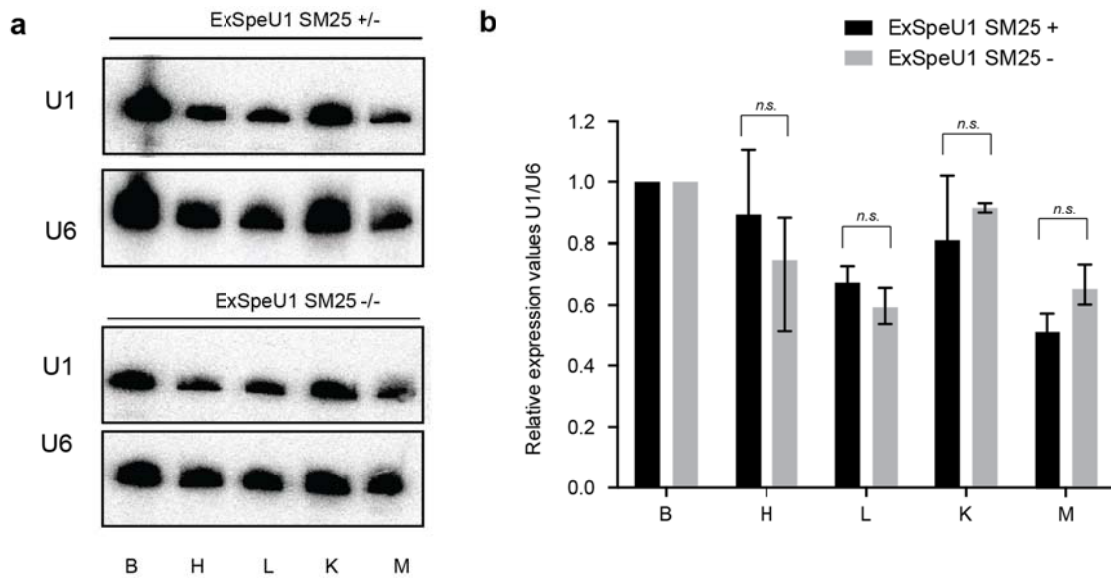 a
ExSpeU1 SM25 +/-
U1
U6
ExSpeU1 SM25 -/-
U1
U6
B H L K M
b
ExSpeU1 SM25 +
ExSpeU1 SM25 -
Relative expression values U1/U6
1.2
1.0
0.8
0.6
0.4
0.2
0.0
n.s.
n.s.
n.s.
n.s.
B H L K M